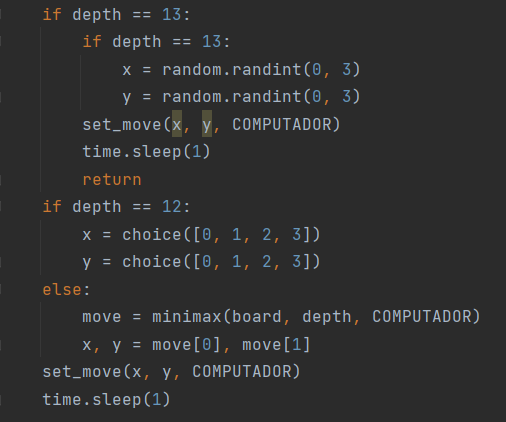 if depth == 13:
    if depth == 13:
        x = random.randint(0, 3)
        y = random.randint(0, 3)
    set_move(x, y, COMPUTADOR)
    time.sleep(1)
    return
if depth == 12:
    x = choice([0, 1, 2, 3])
    y = choice([0, 1, 2, 3])
else:
    move = minimax(board, depth, COMPUTADOR)
    x, y = move[0], move[1]
set_move(x, y, COMPUTADOR)
time.sleep(1)